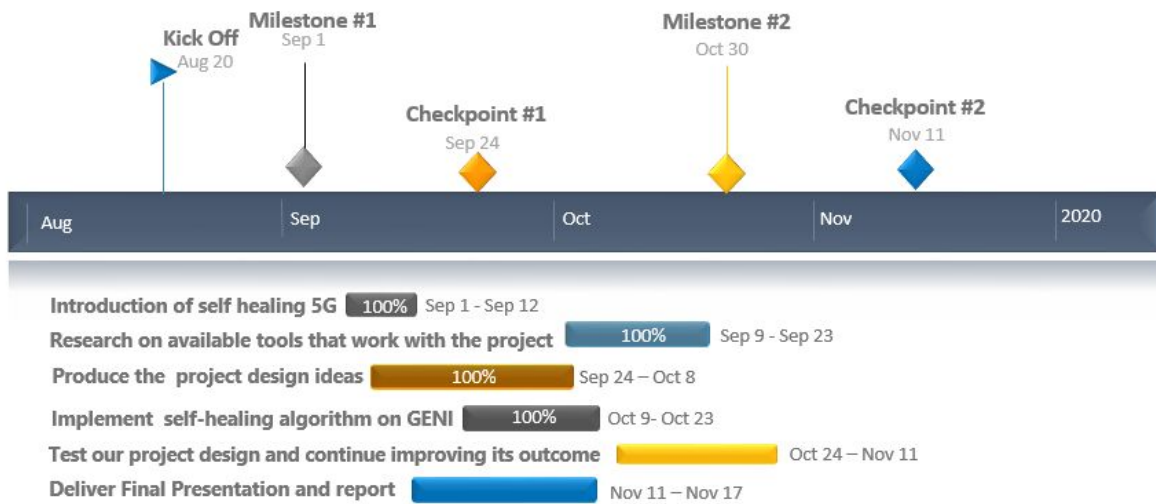 Kick Off
Aug 20
Milestone #1
Sep 1
Checkpoint #1
Sep 24
Milestone #2
Oct 30
Checkpoint #2
Nov 11
Aug Sep Oct Nov 2020
Introduction of self healing 5G 100% Sep 1 - Sep 12
Research on available tools that work with the project 100% Sep 9 - Sep 23
Produce the  project design ideas 100% Sep 24 – Oct 8
Implement  self-healing algorithm on GENI 100% Oct 9- Oct 23
Test our project design and continue improving its outcome Oct 24 – Nov 11
Deliver Final Presentation and report Nov 11 – Nov 17